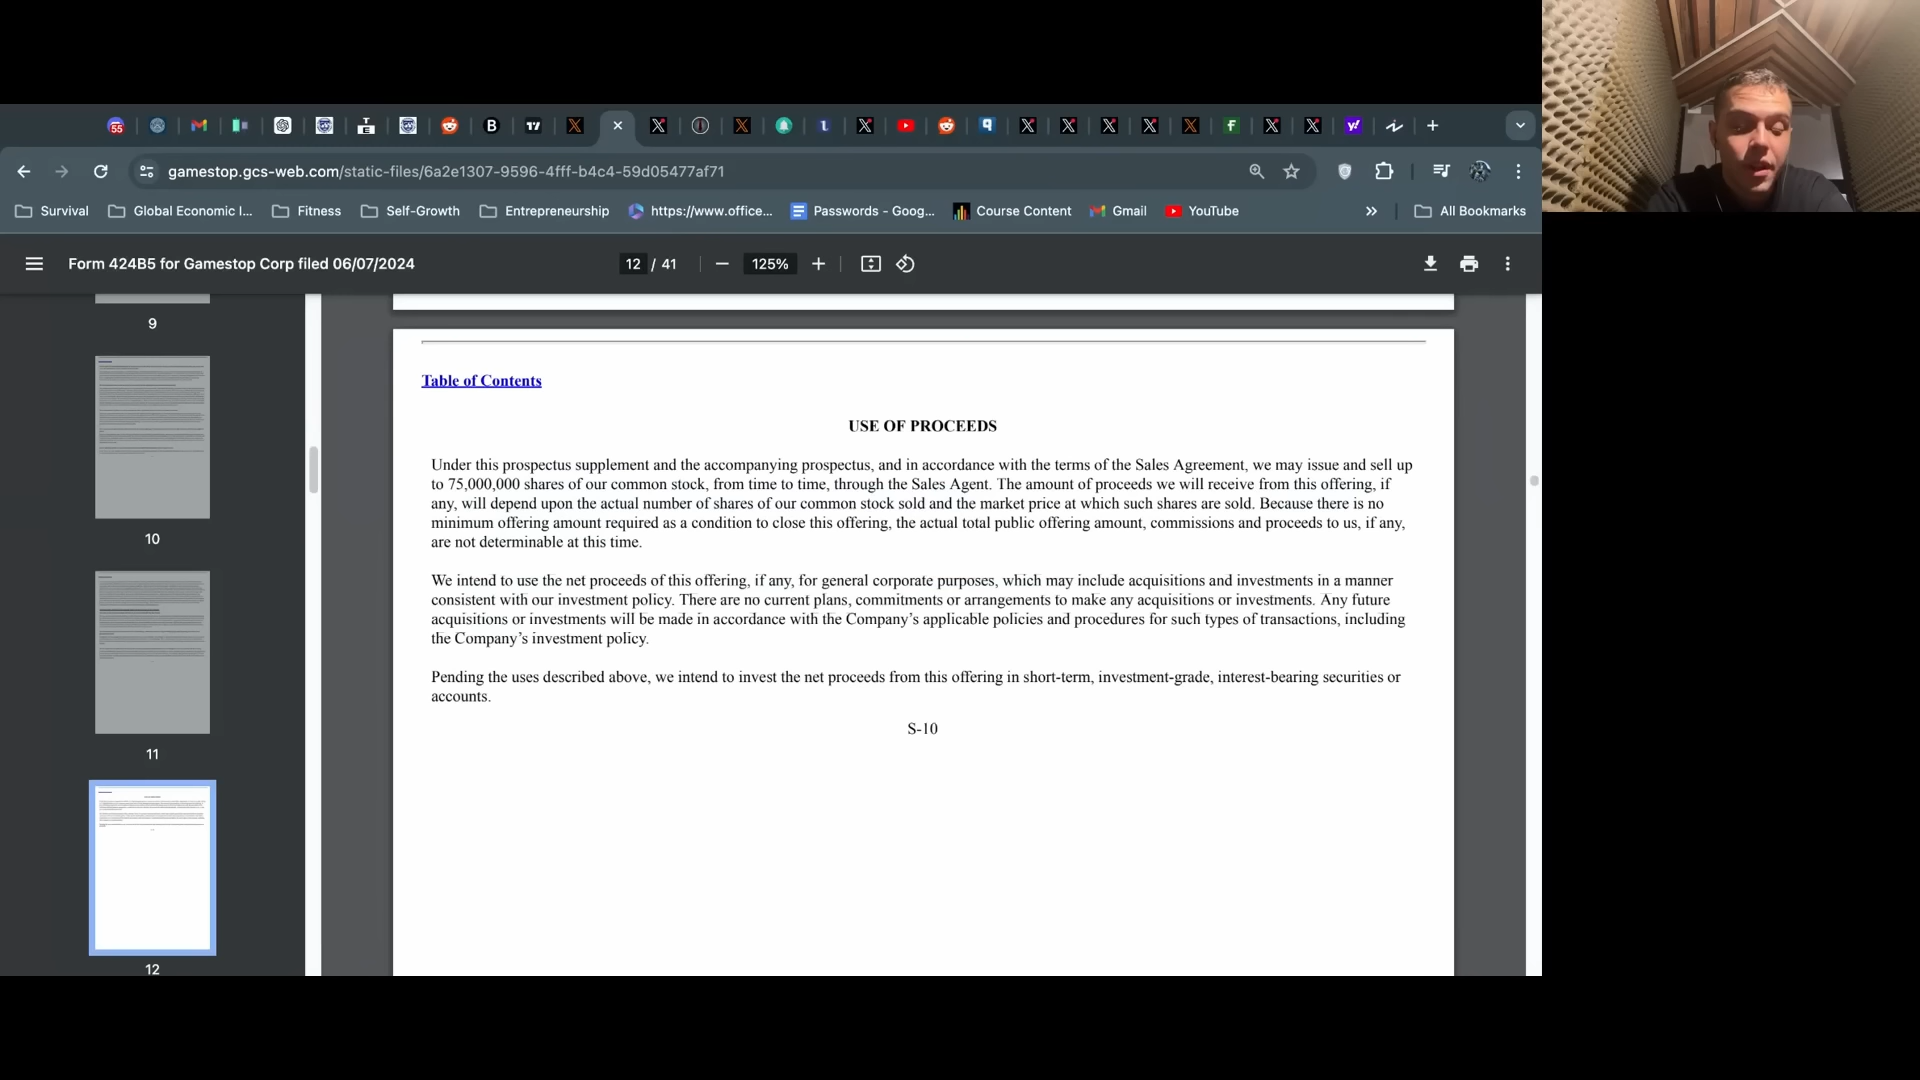 55
gamestop.gcs-web.com/static-files/6a2e1307-9596-4fff-b4c4-59d05477af71
Survival
Global Economic I...
Fitness
Self-Growth
Entrepreneurship
https://www.office...
Passwords - Goog...
Course Content
Gmail
YouTube
All Bookmarks
Form 424B5 for Gamestop Corp filed 06/07/2024
12 / 41
125%
9
10
11
12
Table of Contents
USE OF PROCEEDS
Under this prospectus supplement and the accompanying prospectus, and in accordance with the terms of the Sales Agreement, we may issue and sell up
to 75,000,000 shares of our common stock, from time to time, through the Sales Agent. The amount of proceeds we will receive from this offering, if
any, will depend upon the actual number of shares of our common stock sold and the market price at which such shares are sold. Because there is no
minimum offering amount required as a condition to close this offering, the actual total public offering amount, commissions and proceeds to us, if any,
are not determinable at this time.
We intend to use the net proceeds of this offering, if any, for general corporate purposes, which may include acquisitions and investments in a manner
consistent with our investment policy. There are no current plans, commitments or arrangements to make any acquisitions or investments. Any future
acquisitions or investments will be made in accordance with the Company's applicable policies and procedures for such types of transactions, including
the Company's investment policy.
Pending the uses described above, we intend to invest the net proceeds from this offering in short-term, investment-grade, interest-bearing securities or
accounts.
S-10